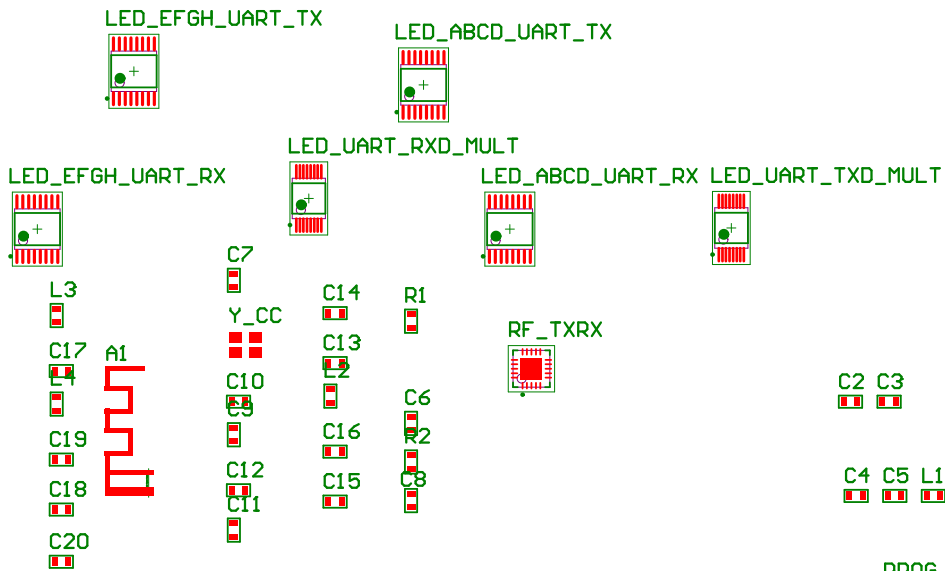 LED_EFGH_UART_TX
LED_ABCD_UART_TX
LED_UART_RXD_MULT
LED_EFGH_UART_RX
LED_ABCD_UART_RX
LED_UART_TXD_MULT
C7
L3
C14
R1
Y_CC
RF_TXRX
C17
A1
C13
L4
L2
C10
C2
C3
C9
C6
C19
C16
R2
C12
C15
C8
C4
C5
L1
C18
C11
C20